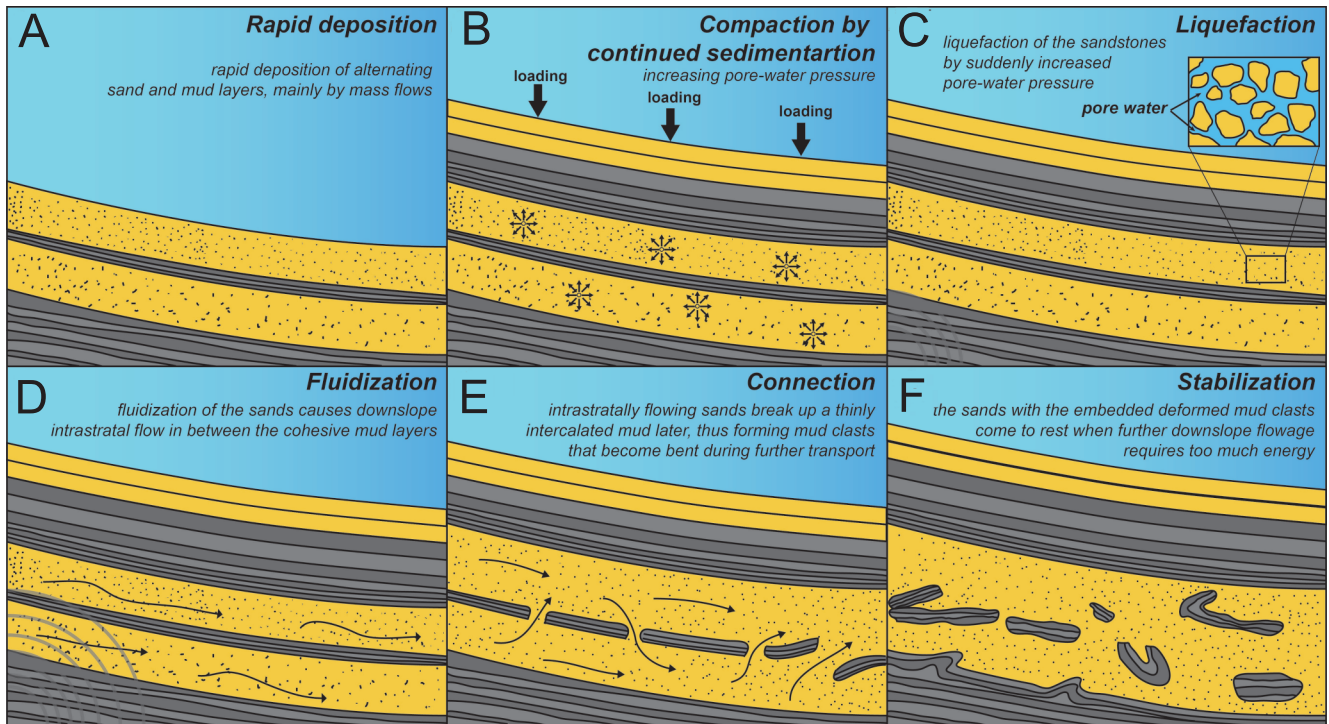 A
Rapid deposition
rapid deposition of alternating
sand and mud layers, mainly by mass flows
B
Compaction by
continued sedimentartion
increasing pore-water pressure
loading
loading
loading
C
Liquefaction
liquefaction of the sandstones
by suddenly increased
pore-water pressure
pore water
D
Fluidization
fluidization of the sands causes downslope
intrastratal flow in between the cohesive mud layers
E
Connection
intrastratally flowing sands break up a thinly
intercalated mud later, thus forming mud clasts
that become bent during further transport
F
Stabilization
the sands with the embedded deformed mud clasts
come to rest when further downslope flowage
requires too much energy